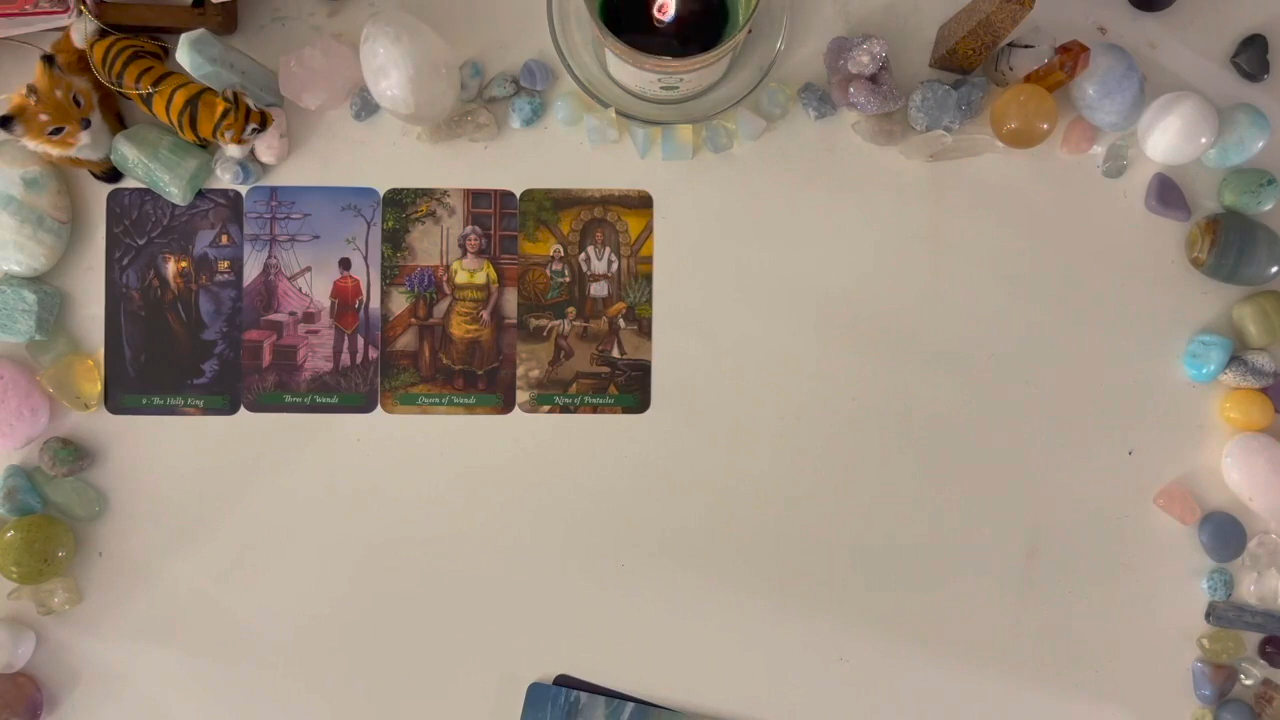 9 · The Holly King
Three of Wands
Queen of Wands
Nine of Pentacles